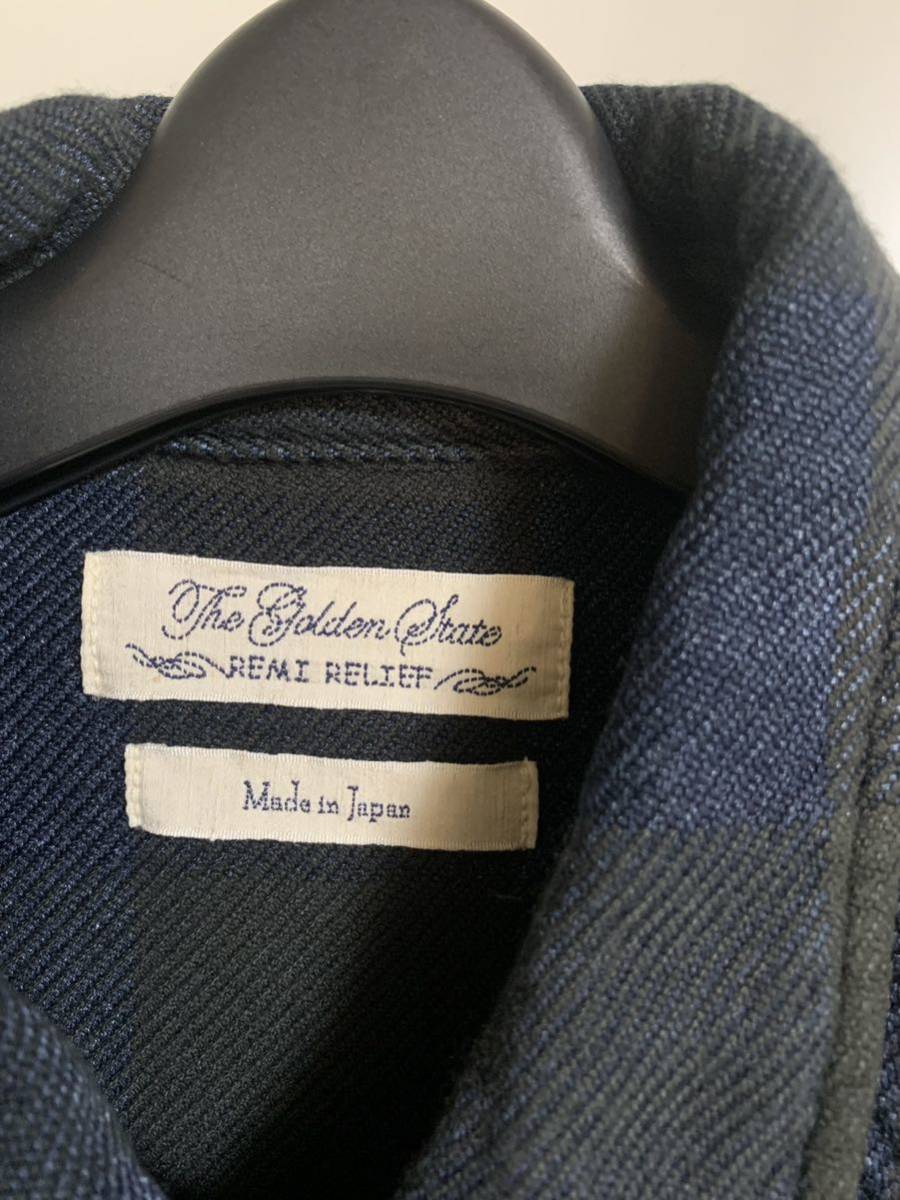 The Golden State
REMI RELIEF
Made in Japan